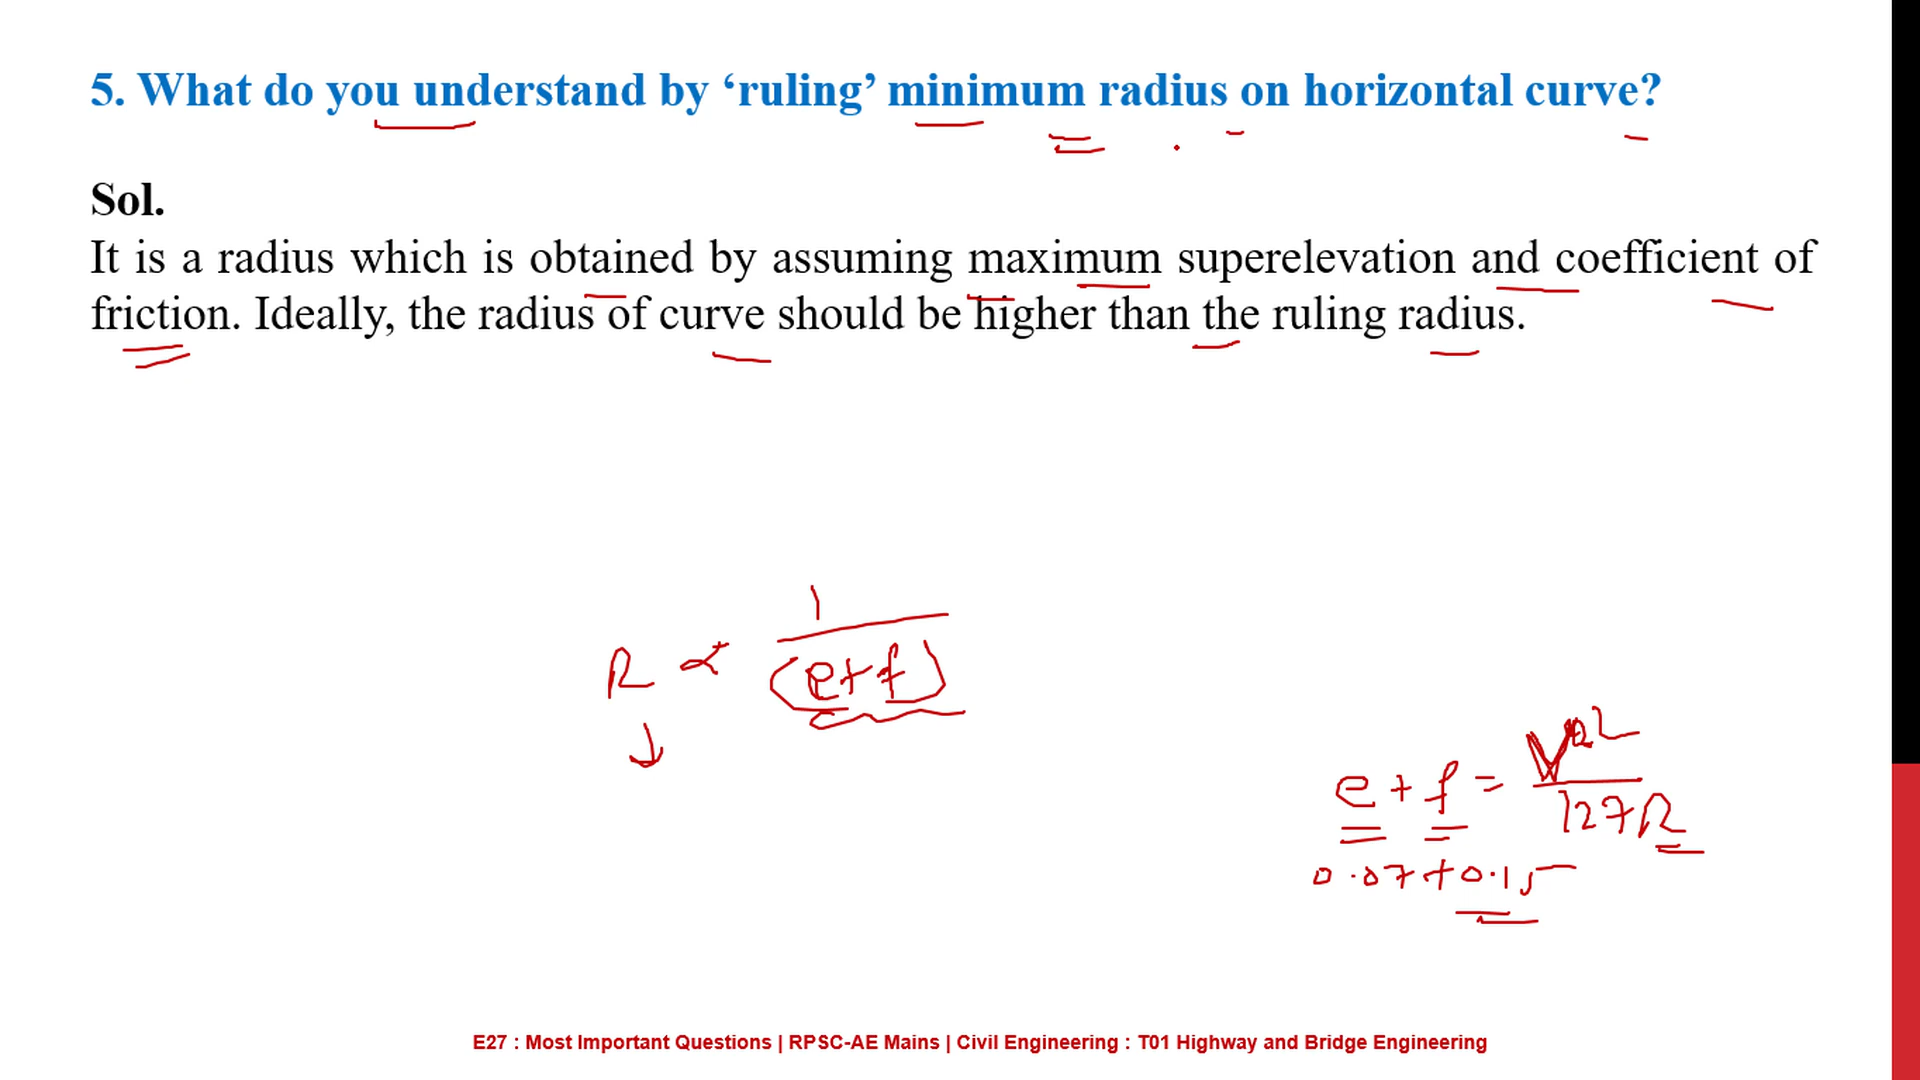 5. What do you understand by ‘ruling’ minimum radius on horizontal curve?
Sol.
It is a radius which is obtained by assuming maximum superelevation and coefficient of
friction. Ideally, the radius of curve should be higher than the ruling radius.
R ∝ 1/(e+f)
e + f = V²/127R
0.07+0.15
E27 : Most Important Questions | RPSC-AE Mains | Civil Engineering : T01 Highway and Bridge Engineering